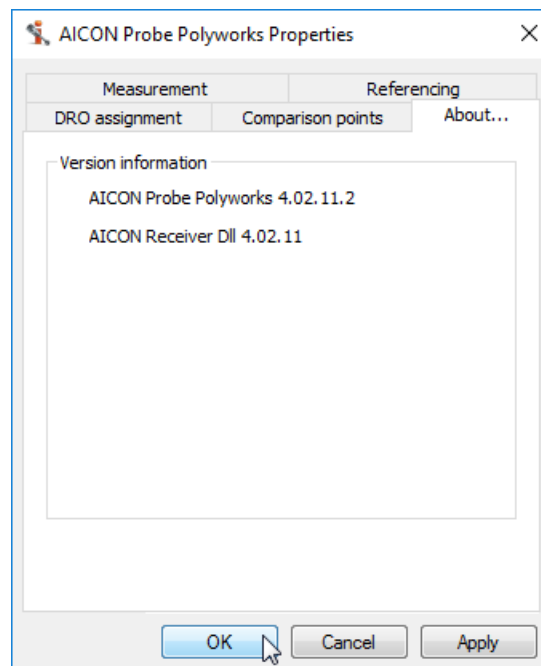 AICON Probe Polyworks Properties
Measurement
Referencing
DRO assignment
Comparison points
About...
Version information
AICON Probe Polyworks 4.02.11.2
AICON Receiver Dll 4.02.11
OK
Cancel
Apply